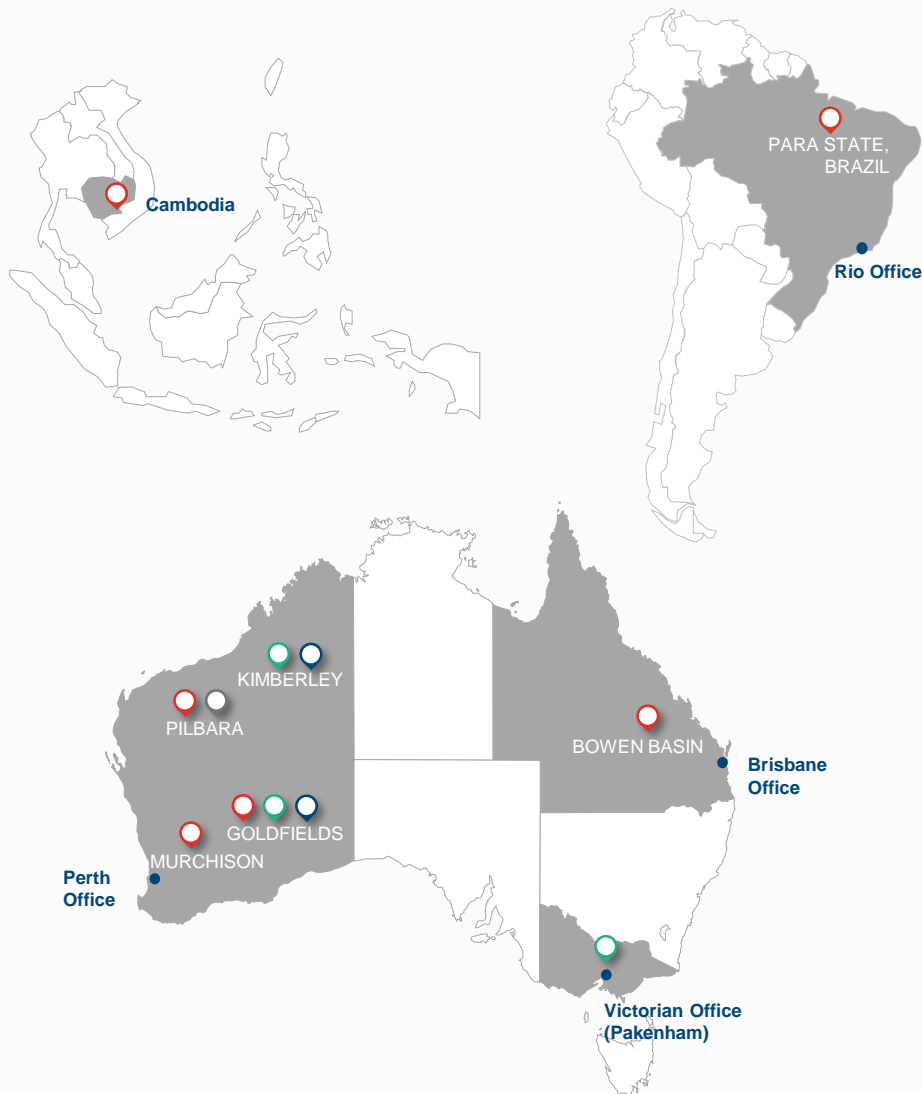 PARA STATE,
BRAZIL
Cambodia
Rio Office
KIMBERLEY
PILBARA
BOWEN BASIN
Brisbane
Office
GOLDFIELDS
MURCHISON
Perth
Office
Victorian Office
(Pakenham)